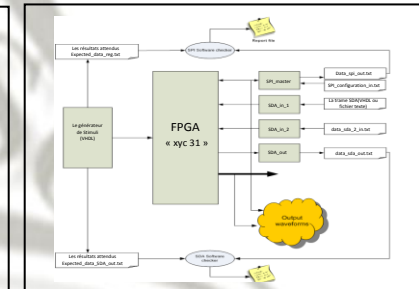 Report file
Les résultats attendus
Expected_data_reg.txt
SPI Software checker
Data_spi_out.txt
SPI_master
SPI_configuration_in.txt
La trame SDA(VHDL ou
fichier texte)
SDA_in_1
Le générateur
de Stimuli
(VHDL)
FPGA
« xyc 31 »
SDA_in_2
data_sda_2_in.txt
SDA_out
data_sda_out.txt
Output
waveforms
Les résultats attendus
Expected_data_SDA_out.txt
SDA Software
checker